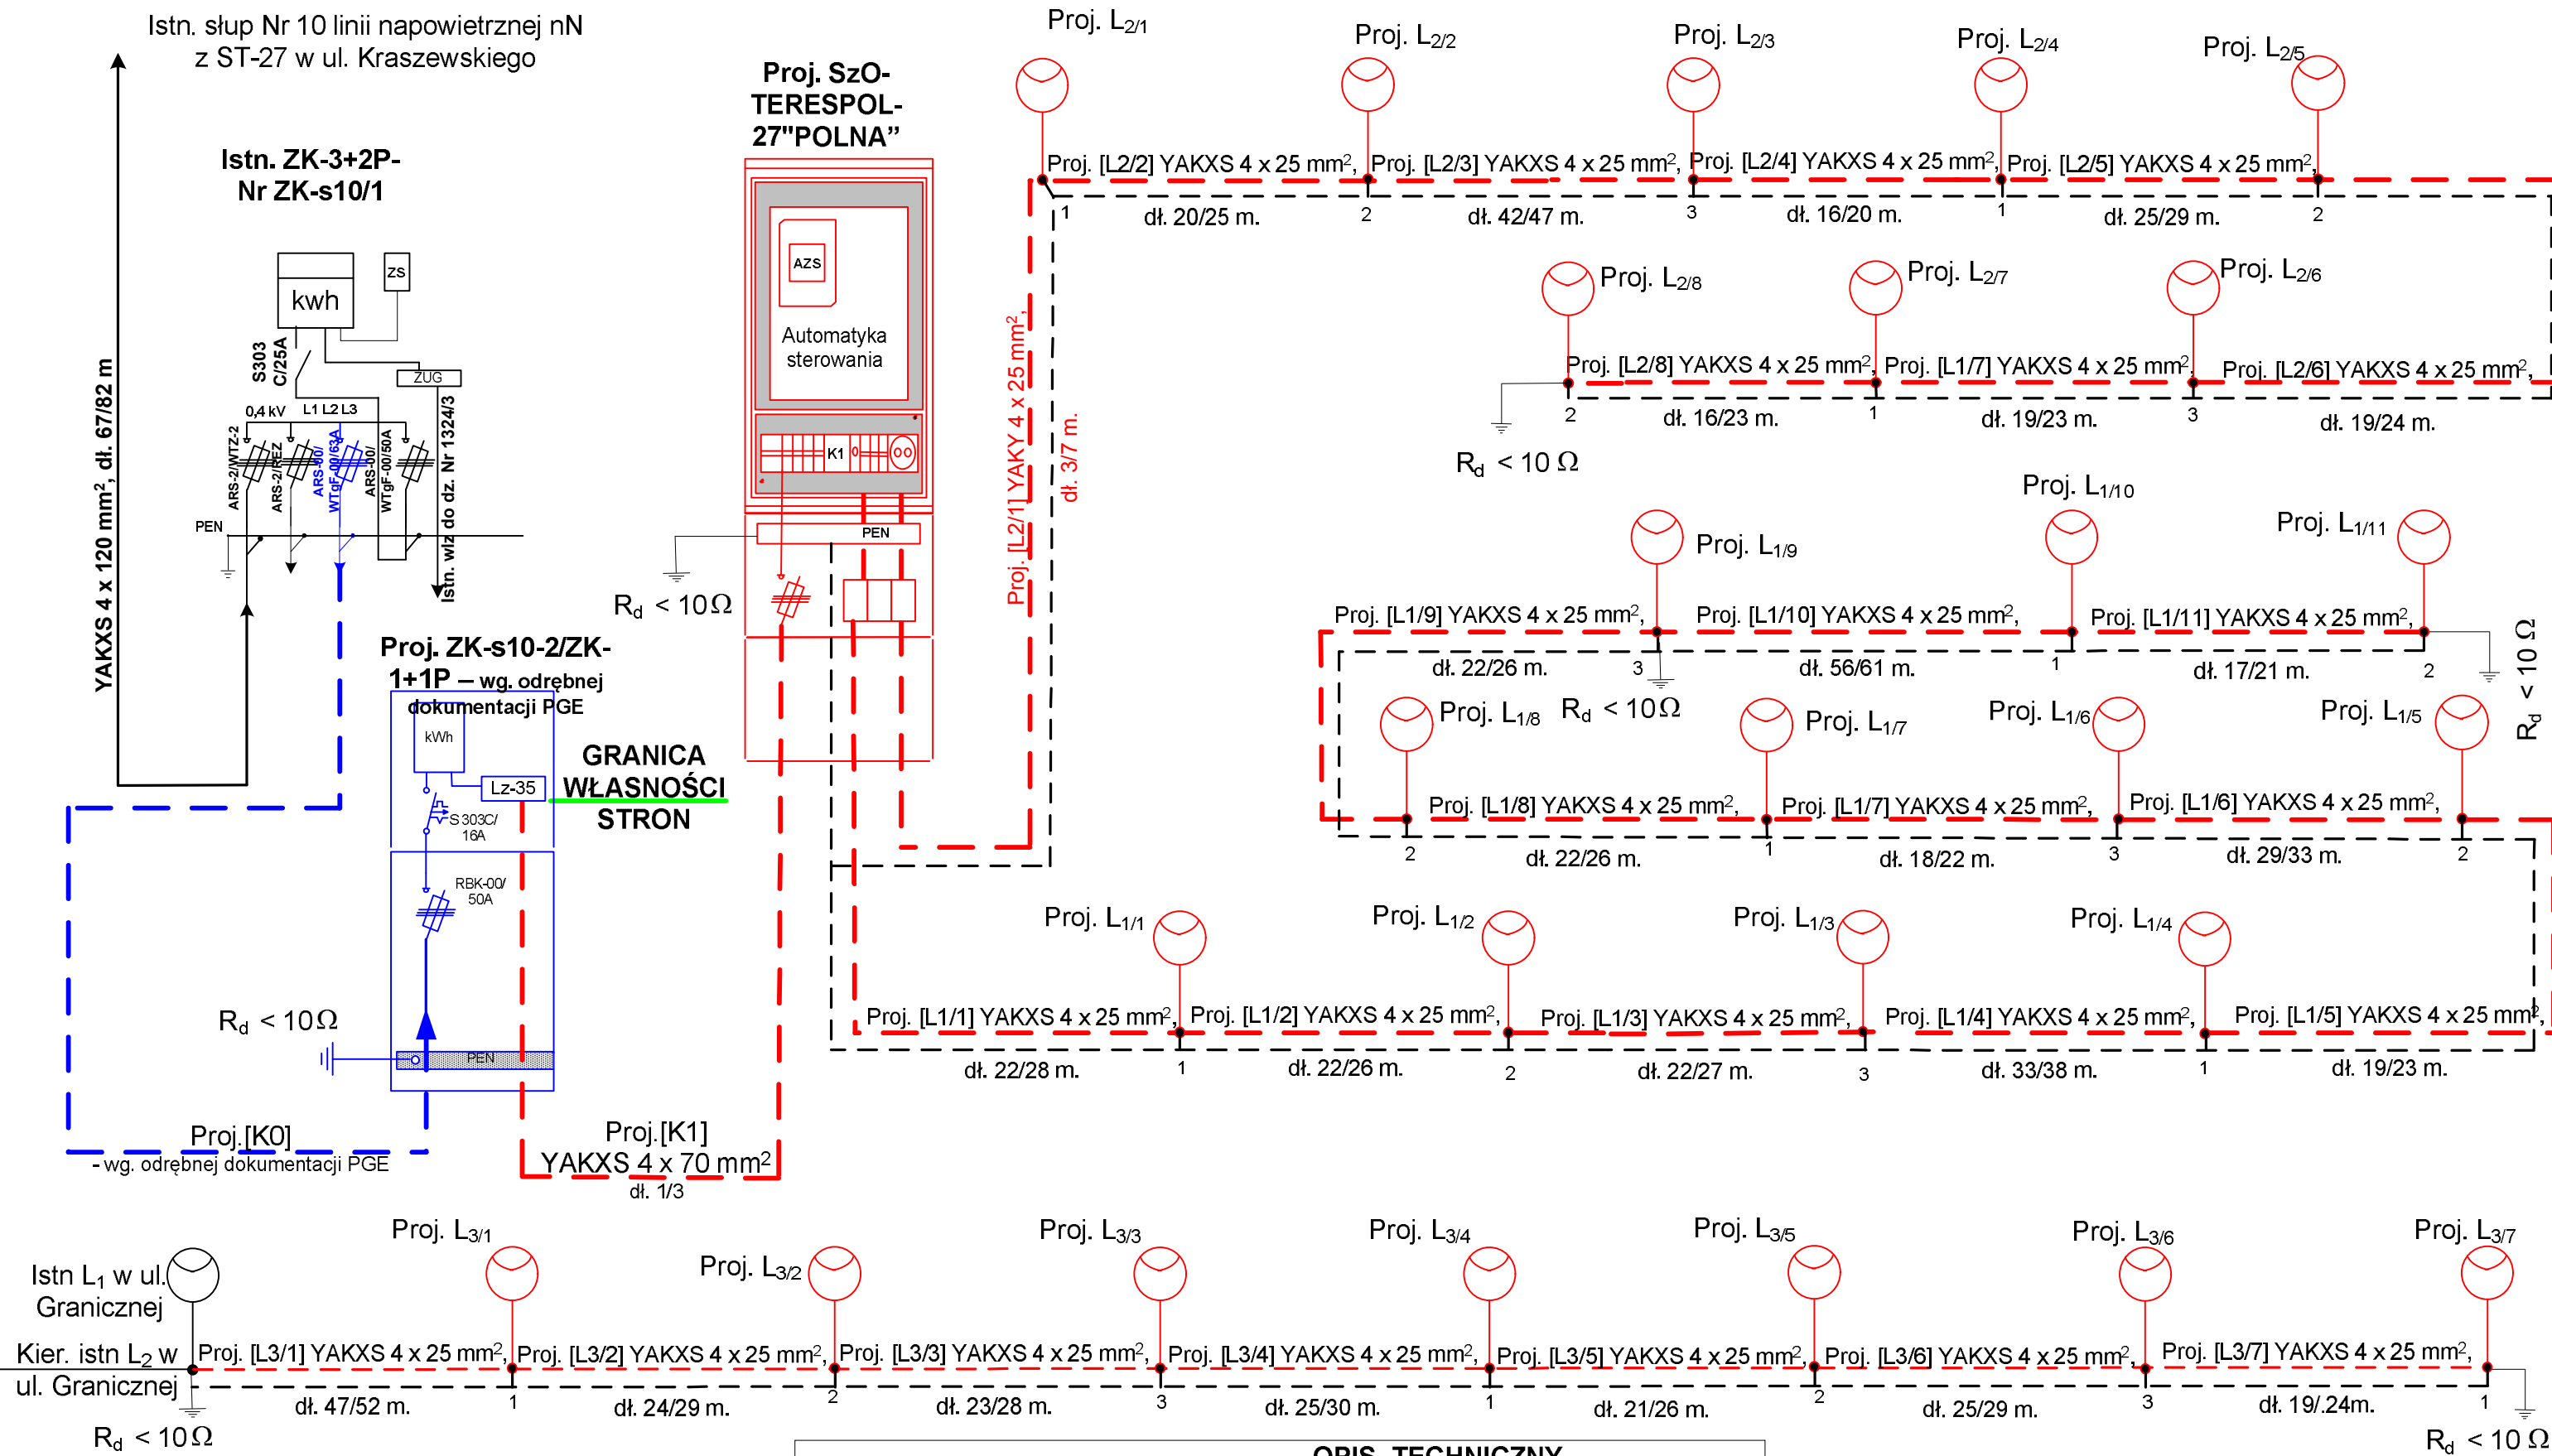 Istn. słup Nr 10 linii napowietrznej nN
z ST-27 w ul. Kraszewskiego
YAKXS 4 x 120 mm², dł. 67/82 m
Istn. ZK-3+2P-
Nr ZK-s10/1
kwh
ZS
S303
C/25A
ZUG
0,4 kV
L1 L2 L3
ARS-2/WTZ-2
ARS-2/REZ
ARS-00/
WTgF-00/63A
ARS-00/
WTgF-00/50A
Istn. wlz do dz. Nr 1324/3
PEN
Proj. SzO-
TERESPOL-
27"POLNA”
AZS
Automatyka
sterowania
K1
PEN
Rd < 10Ω
Proj. ZK-s10-2/ZK-
1+1P – wg. odrębnej
dokumentacji PGE
kWh
Lz-35
S 303C/
16A
RBK-00/
50A
PEN
Rd < 10Ω
GRANICA
WŁASNOŚCI
STRON
Proj.[K0]
- wg. odrębnej dokumentacji PGE
Proj.[K1]
YAKXS 4 x 70 mm²
dł. 1/3
Proj. [L2/1] YAKY 4 x 25 mm²,
dł. 3/7 m.
Proj. L2/1
Proj. L2/2
Proj. L2/3
Proj. L2/4
Proj. L2/5
Proj. [L2/2] YAKXS 4 x 25 mm²,
Proj. [L2/3] YAKXS 4 x 25 mm²,
Proj. [L2/4] YAKXS 4 x 25 mm²,
Proj. [L2/5] YAKXS 4 x 25 mm²,
1
dł. 20/25 m.
2
dł. 42/47 m.
3
dł. 16/20 m.
1
dł. 25/29 m.
2
Proj. L2/8
Proj. L2/7
Proj. L2/6
Proj. [L2/8] YAKXS 4 x 25 mm²,
Proj. [L1/7] YAKXS 4 x 25 mm²,
Proj. [L2/6] YAKXS 4 x 25 mm²,
2
dł. 16/23 m.
1
dł. 19/23 m.
3
dł. 19/24 m.
Rd < 10 Ω
Proj. L1/9
Proj. L1/10
Proj. L1/11
Proj. [L1/9] YAKXS 4 x 25 mm²,
Proj. [L1/10] YAKXS 4 x 25 mm²,
Proj. [L1/11] YAKXS 4 x 25 mm²,
dł. 22/26 m.
3
dł. 56/61 m.
1
dł. 17/21 m.
2
Rd < 10Ω
Rd < 10 Ω
Proj. L1/8
Proj. L1/7
Proj. L1/6
Proj. L1/5
Proj. [L1/8] YAKXS 4 x 25 mm²,
Proj. [L1/7] YAKXS 4 x 25 mm²,
Proj. [L1/6] YAKXS 4 x 25 mm²,
2
dł. 22/26 m.
1
dł. 18/22 m.
3
dł. 29/33 m.
2
Proj. L1/1
Proj. L1/2
Proj. L1/3
Proj. L1/4
Proj. [L1/1] YAKXS 4 x 25 mm²,
Proj. [L1/2] YAKXS 4 x 25 mm²,
Proj. [L1/3] YAKXS 4 x 25 mm²,
Proj. [L1/4] YAKXS 4 x 25 mm²,
Proj. [L1/5] YAKXS 4 x 25 mm²,
dł. 22/28 m.
1
dł. 22/26 m.
2
dł. 22/27 m.
3
dł. 33/38 m.
1
dł. 19/23 m.
Istn L1 w ul.
Granicznej
Kier. istn L2 w
ul. Granicznej
Rd < 10Ω
Proj. L3/1
Proj. L3/2
Proj. L3/3
Proj. L3/4
Proj. L3/5
Proj. L3/6
Proj. L3/7
Proj. [L3/1] YAKXS 4 x 25 mm²,
Proj. [L3/2] YAKXS 4 x 25 mm²,
Proj. [L3/3] YAKXS 4 x 25 mm²,
Proj. [L3/4] YAKXS 4 x 25 mm²,
Proj. [L3/5] YAKXS 4 x 25 mm²,
Proj. [L3/6] YAKXS 4 x 25 mm²,
Proj. [L3/7] YAKXS 4 x 25 mm²,
dł. 47/52 m.
1
dł. 24/29 m.
2
dł. 23/28 m.
3
dł. 25/30 m.
1
dł. 21/26 m.
2
dł. 25/29 m.
3
dł. 19/.24m.
1
Rd < 10 Ω
OPIS TECHNICZNY